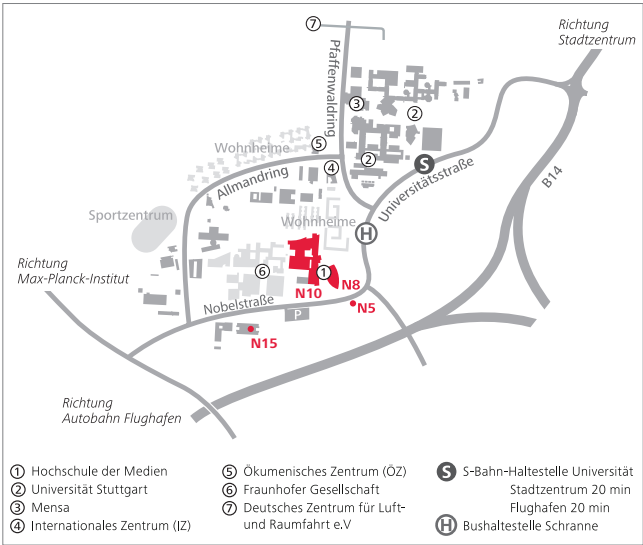 Richtung
Stadtzentrum
7
Pfaffenwaldring
3
2
Wohnheime
5
4
2
S
Allmandring
Universitätsstraße
B14
Sportzentrum
Wohnheime
H
Richtung
Max-Planck-Institut
6
1
N10
N8
Nobelstraße
P
N5
N15
Richtung
Autobahn Flughafen
1 Hochschule der Medien
2 Universität Stuttgart
3 Mensa
4 Internationales Zentrum (IZ)
5 Ökumenisches Zentrum (ÖZ)
6 Fraunhofer Gesellschaft
7 Deutsches Zentrum für Luft-
und Raumfahrt e.V
S S-Bahn-Haltestelle Universität
Stadtzentrum 20 min
Flughafen 20 min
H Bushaltestelle Schranne